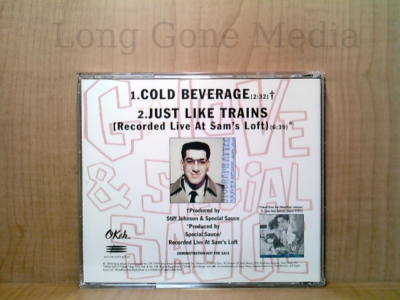 Long Gone Media
1.COLD BEVERAGE(2:32)†
2.JUST LIKE TRAINS
(Recorded Live At Sam's Loft)(6:39)*
G. LOVE
& SPECIAL
SAUCE
†Produced by
Stiff Johnson & Special Sauce
*Produced by
Special Sauce/
Recorded Live At Sam's Loft
OKeh
DEMONSTRATION-NOT FOR SALE